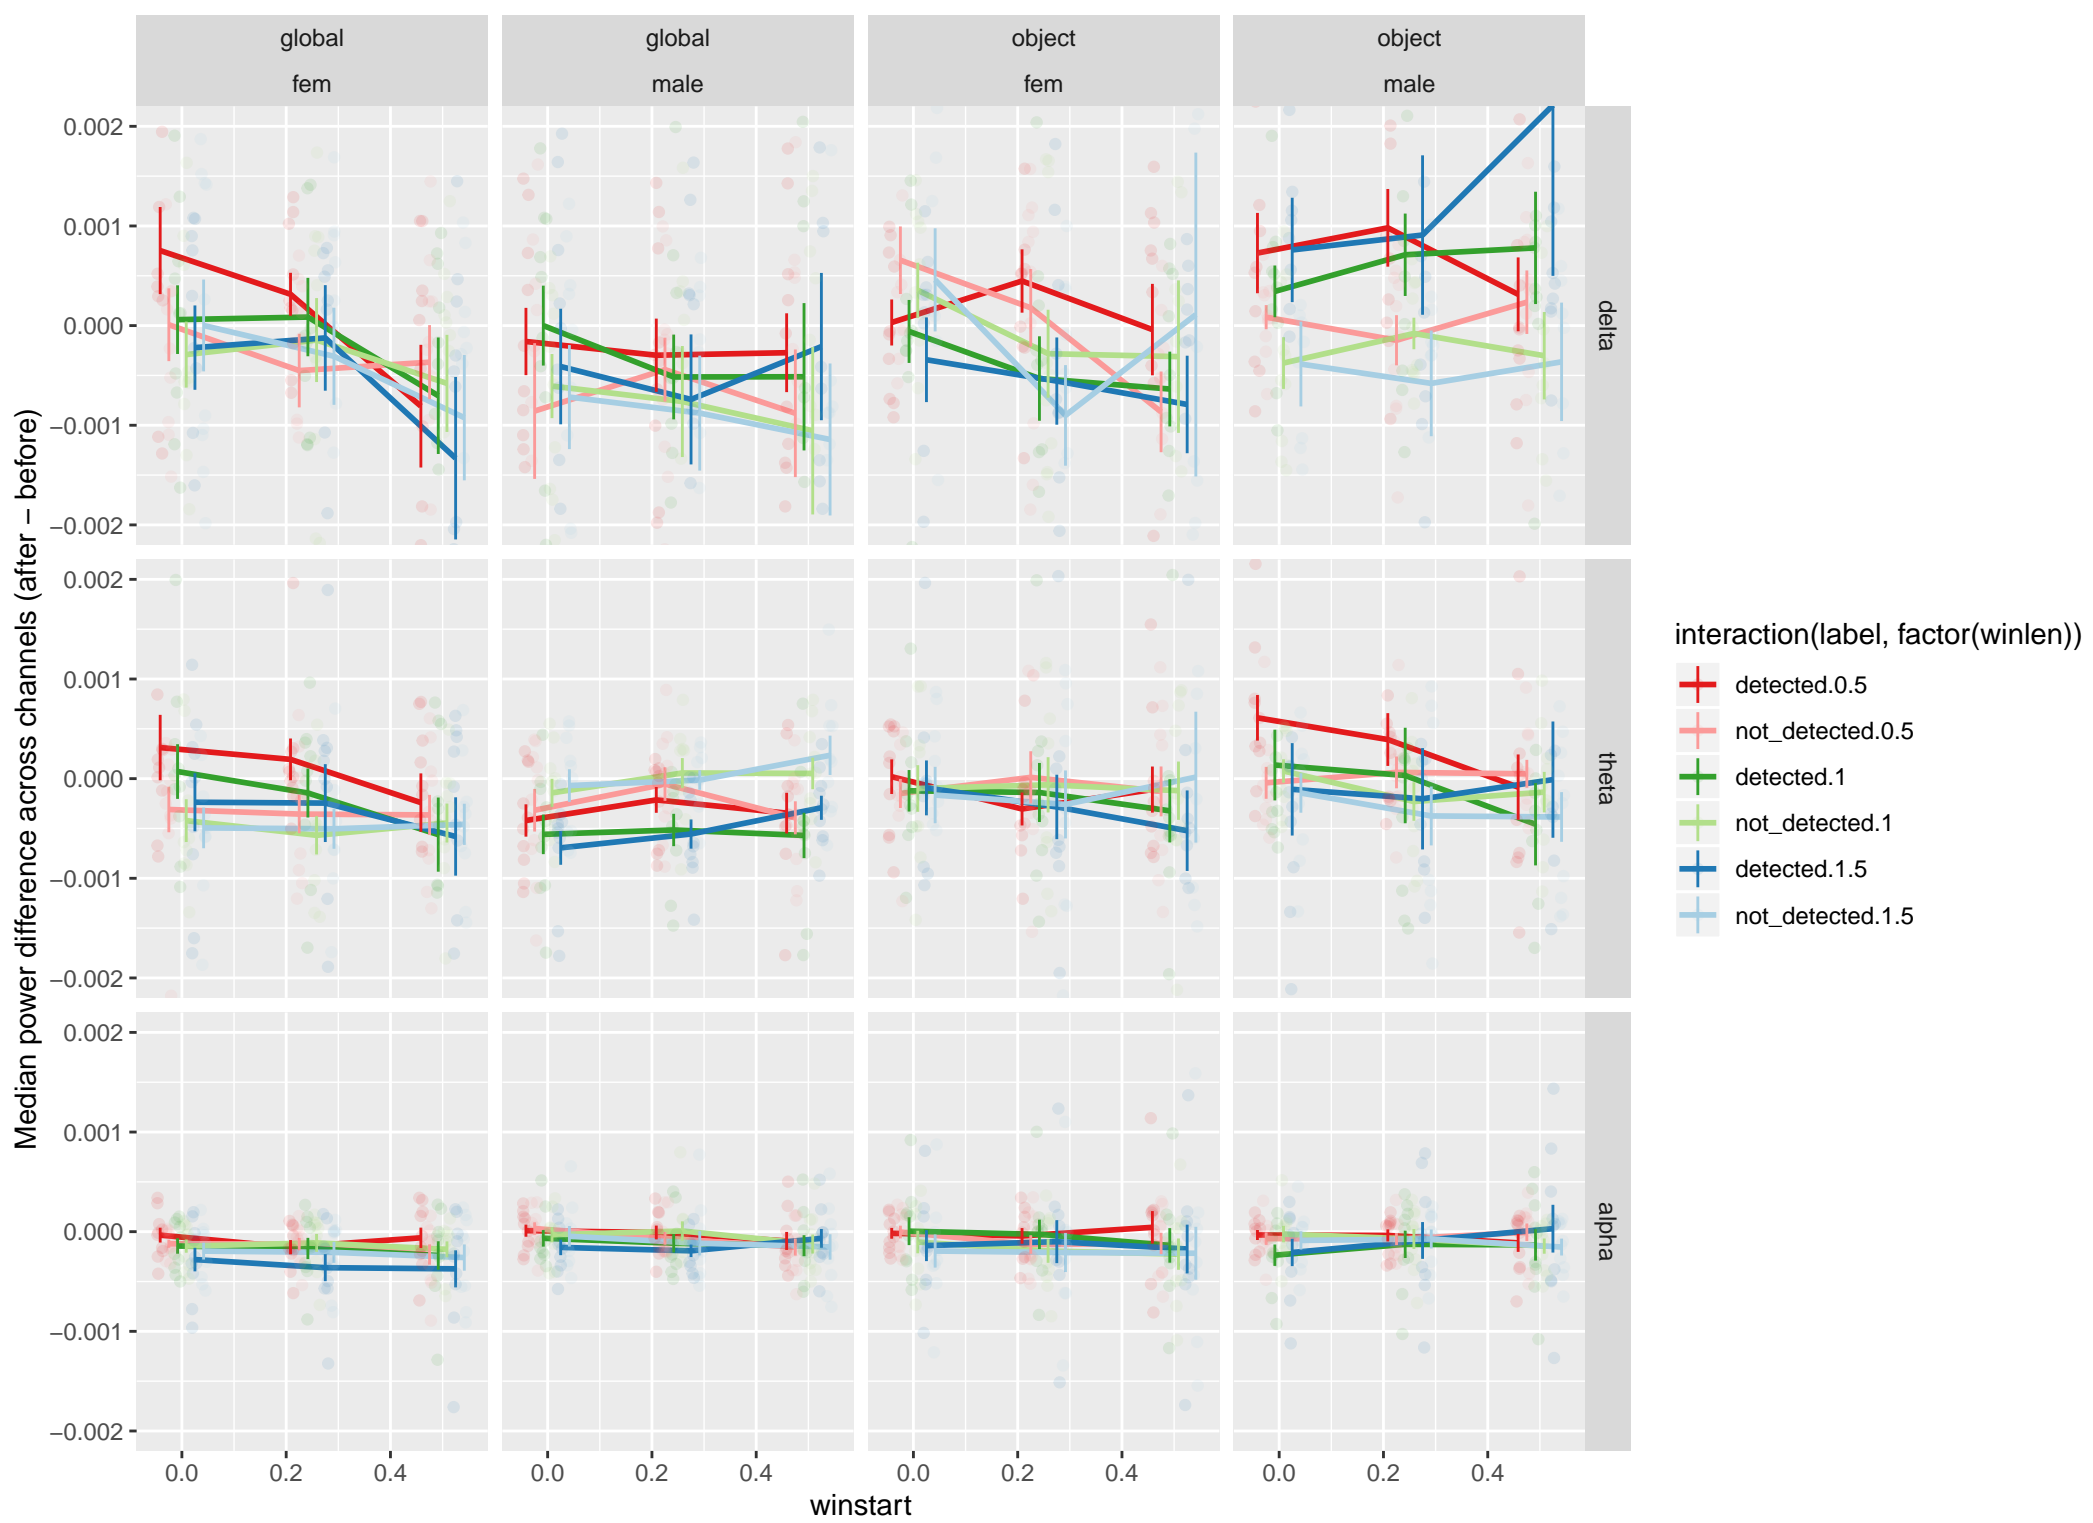 global
global
object
object
fem
male
fem
male
0.002
0.001
0.000
−0.001
−0.002
delta
0.002
0.001
0.000
−0.001
−0.002
theta
0.002
0.001
0.000
−0.001
−0.002
alpha
0.0 0.2 0.4
0.0 0.2 0.4
0.0 0.2 0.4
0.0 0.2 0.4
winstart
Median power difference across channels (after − before)
interaction(label, factor(winlen))
detected.0.5
not_detected.0.5
detected.1
not_detected.1
detected.1.5
not_detected.1.5